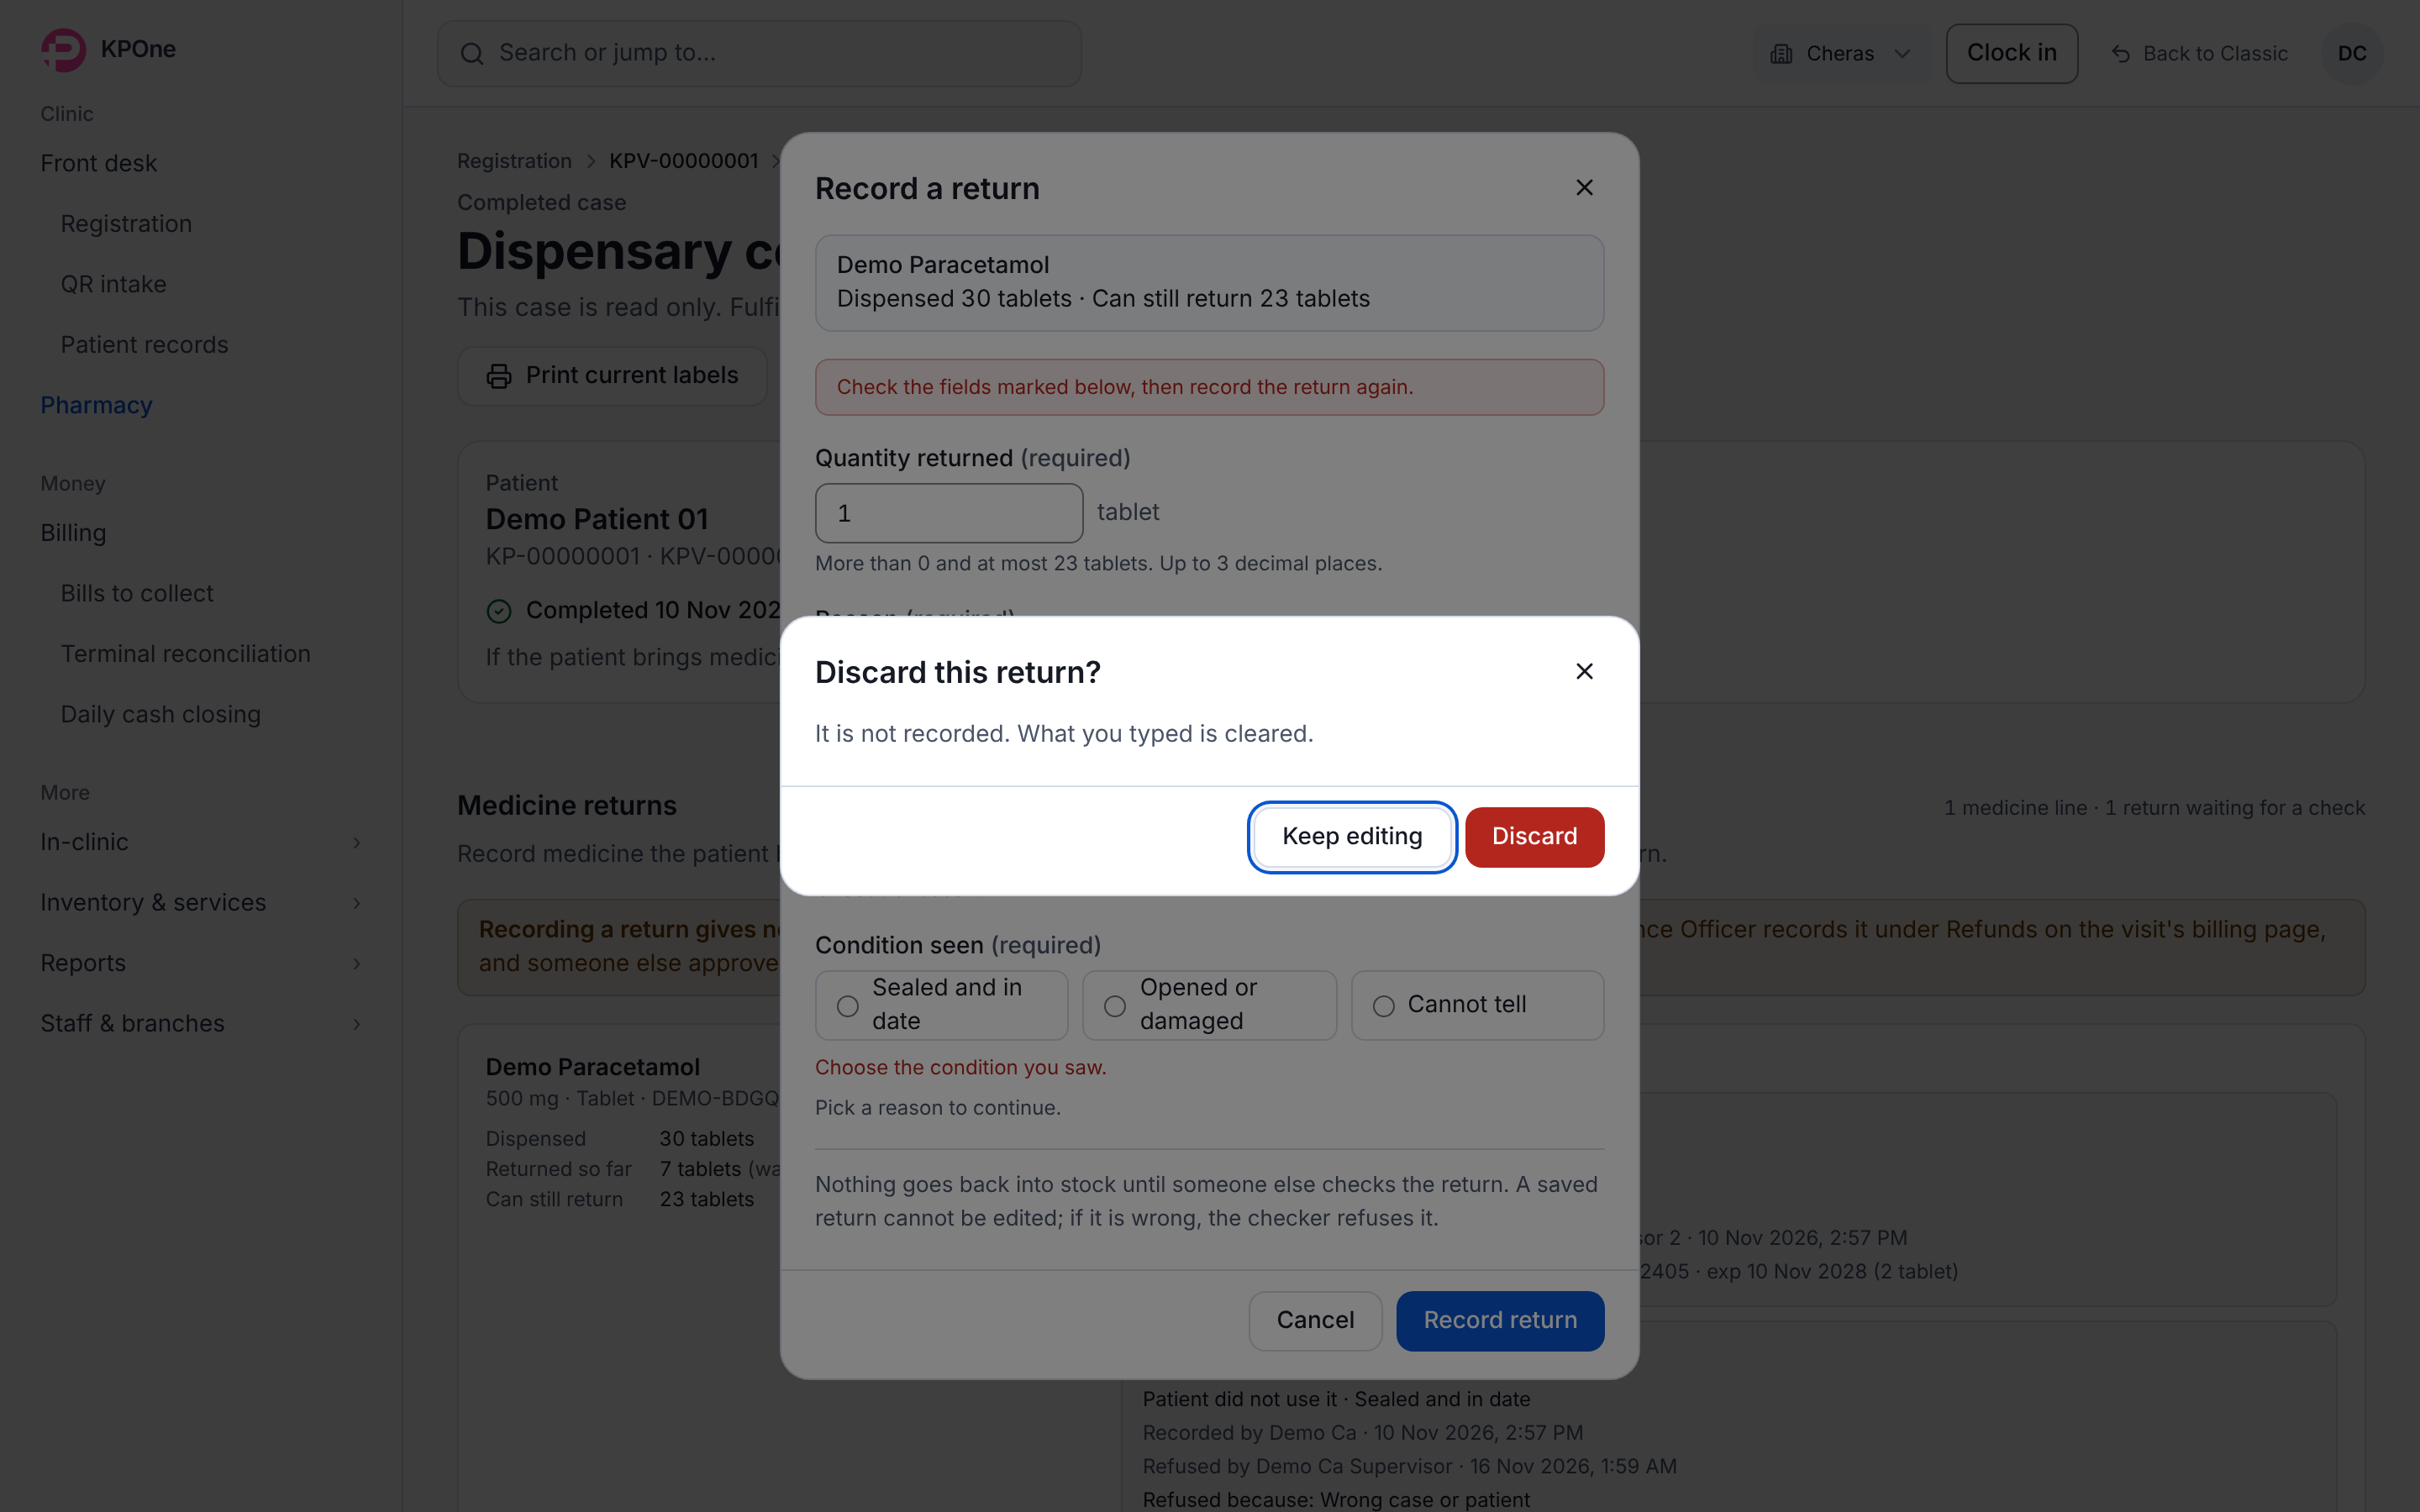 KPOne
Search or jump to...
Cheras
Clock in
Back to Classic
DC
Clinic
Front desk
Registration
QR intake
Patient records
Pharmacy
Money
Billing
Bills to collect
Terminal reconciliation
Daily cash closing
More
In-clinic
Inventory & services
Reports
Staff & branches
Registration > KPV-00000001 >
Completed case
Dispensary
This case is read only.
Print current labels
Patient
Demo Patient 01
KP-00000001 ·
Completed 10 Nov
If the patient brings
Medicine returns
1 medicine line · 1 return waiting for a check
Record medicine the patient
Recording a return gives
Officer records it under Refunds on the visit's billing page,
and someone else
Demo Paracetamol
500 mg · Tablet · DEMO-BDGQ
Dispensed 30 tablets
Returned so far 7 tablets
Can still return 23 tablets
2 · 10 Nov 2026, 2:57 PM
2405 · exp 10 Nov 2028 (2 tablet)
Patient did not use it · Sealed and in date
Recorded by Demo Ca · 10 Nov 2026, 2:57 PM
Refused by Demo Ca Supervisor · 16 Nov 2026, 1:59 AM
Refused because: Wrong case or patient
Record a return
Demo Paracetamol
Dispensed 30 tablets · Can still return 23 tablets
Check the fields marked below, then record the return again.
Quantity returned (required)
1 tablet
More than 0 and at most 23 tablets. Up to 3 decimal places.
Discard this return?
It is not recorded. What you typed is cleared.
Keep editing
Discard
Condition seen (required)
Sealed and in
date
Opened or
damaged
Cannot tell
Choose the condition you saw.
Pick a reason to continue.
Nothing goes back into stock until someone else checks the return. A saved
return cannot be edited; if it is wrong, the checker refuses it.
Cancel
Record return